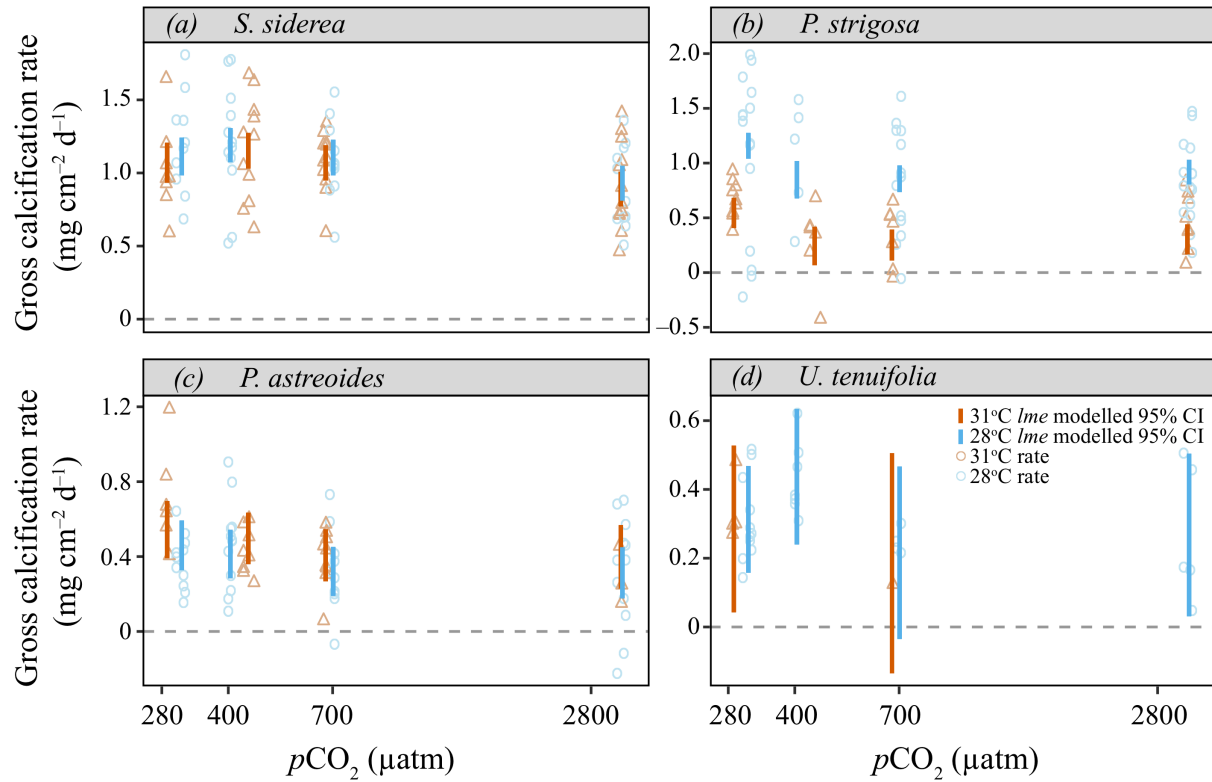 (a) S. siderea
(b) P. strigosa
Gross calcification rate
(mg cm⁻² d⁻¹)
1.5
1.0
0.5
0
2.0
1.5
1.0
0.5
0
–0.5
(c) P. astreoides
(d) U. tenuifolia
Gross calcification rate
(mg cm⁻² d⁻¹)
1.2
0.8
0.4
0
0.6
0.4
0.2
0
31°C lme modelled 95% CI
28°C lme modelled 95% CI
31°C rate
28°C rate
280 400 700 2800
280 400 700 2800
pCO₂ (µatm)
pCO₂ (µatm)